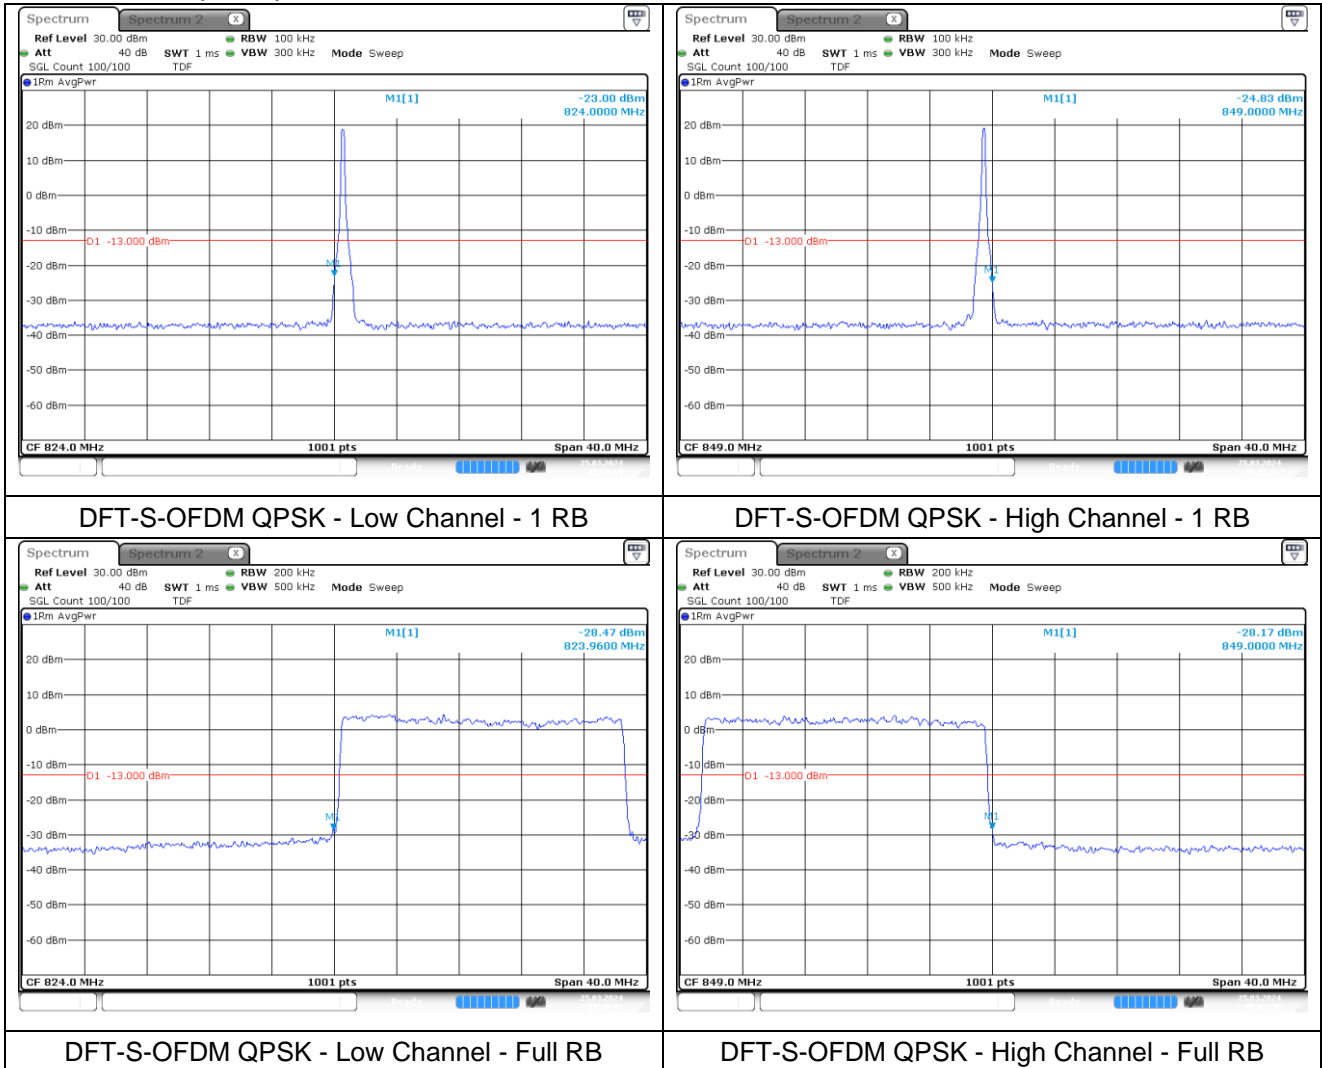 Spectrum Spectrum 2 X
Ref Level 30.00 dBm RBW 100 kHz
Att 40 dB SWT 1 ms VBW 300 kHz Mode Sweep
SGL Count 100/100 TDF
1Rm AvgPwr
M1[1] -23.00 dBm
824.0000 MHz
20 dBm
10 dBm
0 dBm
-10 dBm
D1 -13.000 dBm
-20 dBm
M1
-30 dBm
-40 dBm
-50 dBm
-60 dBm
CF 824.0 MHz 1001 pts Span 40.0 MHz
Ready 25.03.2024
DFT-S-OFDM QPSK - Low Channel - 1 RB
Spectrum Spectrum 2 X
Ref Level 30.00 dBm RBW 100 kHz
Att 40 dB SWT 1 ms VBW 300 kHz Mode Sweep
SGL Count 100/100 TDF
1Rm AvgPwr
M1[1] -24.83 dBm
849.0000 MHz
20 dBm
10 dBm
0 dBm
-10 dBm
D1 -13.000 dBm
-20 dBm
M1
-30 dBm
-40 dBm
-50 dBm
-60 dBm
CF 849.0 MHz 1001 pts Span 40.0 MHz
Ready 25.03.2024
DFT-S-OFDM QPSK - High Channel - 1 RB
Spectrum Spectrum 2 X
Ref Level 30.00 dBm RBW 200 kHz
Att 40 dB SWT 1 ms VBW 500 kHz Mode Sweep
SGL Count 100/100 TDF
1Rm AvgPwr
M1[1] -28.47 dBm
823.9600 MHz
20 dBm
10 dBm
0 dBm
-10 dBm
D1 -13.000 dBm
-20 dBm
M1
-30 dBm
-40 dBm
-50 dBm
-60 dBm
CF 824.0 MHz 1001 pts Span 40.0 MHz
Ready 25.03.2024
DFT-S-OFDM QPSK - Low Channel - Full RB
Spectrum Spectrum 2 X
Ref Level 30.00 dBm RBW 200 kHz
Att 40 dB SWT 1 ms VBW 500 kHz Mode Sweep
SGL Count 100/100 TDF
1Rm AvgPwr
M1[1] -28.17 dBm
849.0000 MHz
20 dBm
10 dBm
0 dBm
-10 dBm
D1 -13.000 dBm
-20 dBm
M1
-30 dBm
-40 dBm
-50 dBm
-60 dBm
CF 849.0 MHz 1001 pts Span 40.0 MHz
Ready 25.03.2024
DFT-S-OFDM QPSK - High Channel - Full RB